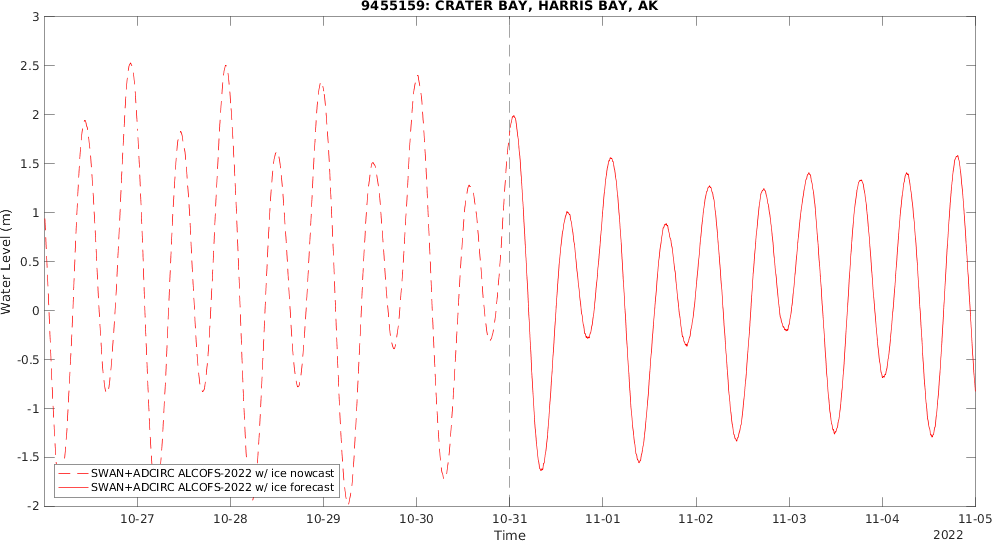 9455159: CRATER BAY, HARRIS BAY, AK
Water Level (m)
3
2.5
2
1.5
1
0.5
0
-0.5
-1
-1.5
-2
SWAN+ADCIRC ALCOFS-2022 w/ ice nowcast
SWAN+ADCIRC ALCOFS-2022 w/ ice forecast
10-27 10-28 10-29 10-30 10-31 11-01 11-02 11-03 11-04 11-05
Time
2022